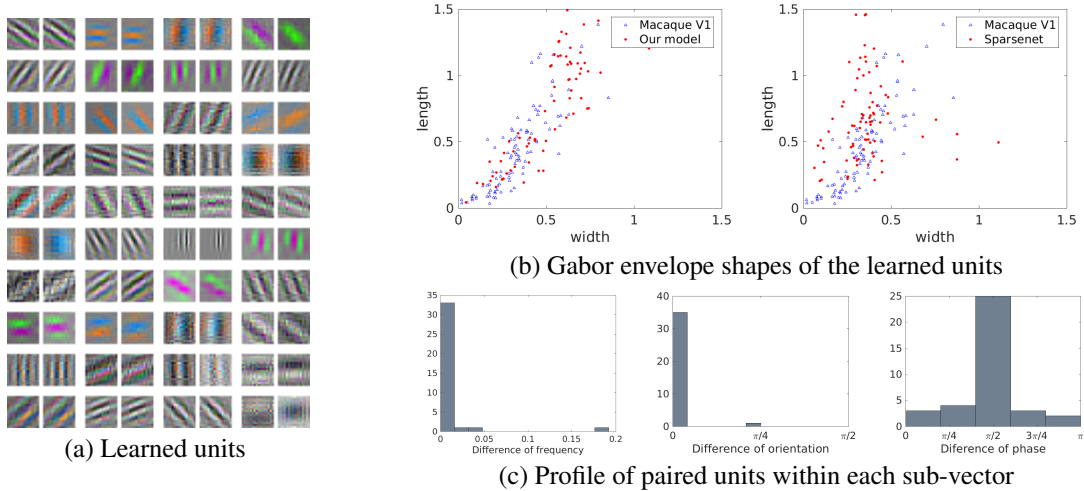 (a) Learned units
1.5
1
0.5
0
0 0.5 1 1.5
length
width
Macaque V1
Our model
1.5
1
0.5
0
0 0.5 1 1.5
length
width
Macaque V1
Sparsenet
(b) Gabor envelope shapes of the learned units
35
30
25
20
15
10
5
0
0 0.05 0.1 0.15 0.2
Difference of frequency
40
30
20
10
0
0 π/4 π/2
Difference of orientation
25
20
15
10
5
0
0 π/4 π/2 3π/4 π
Difference of phase
(c) Profile of paired units within each sub-vector